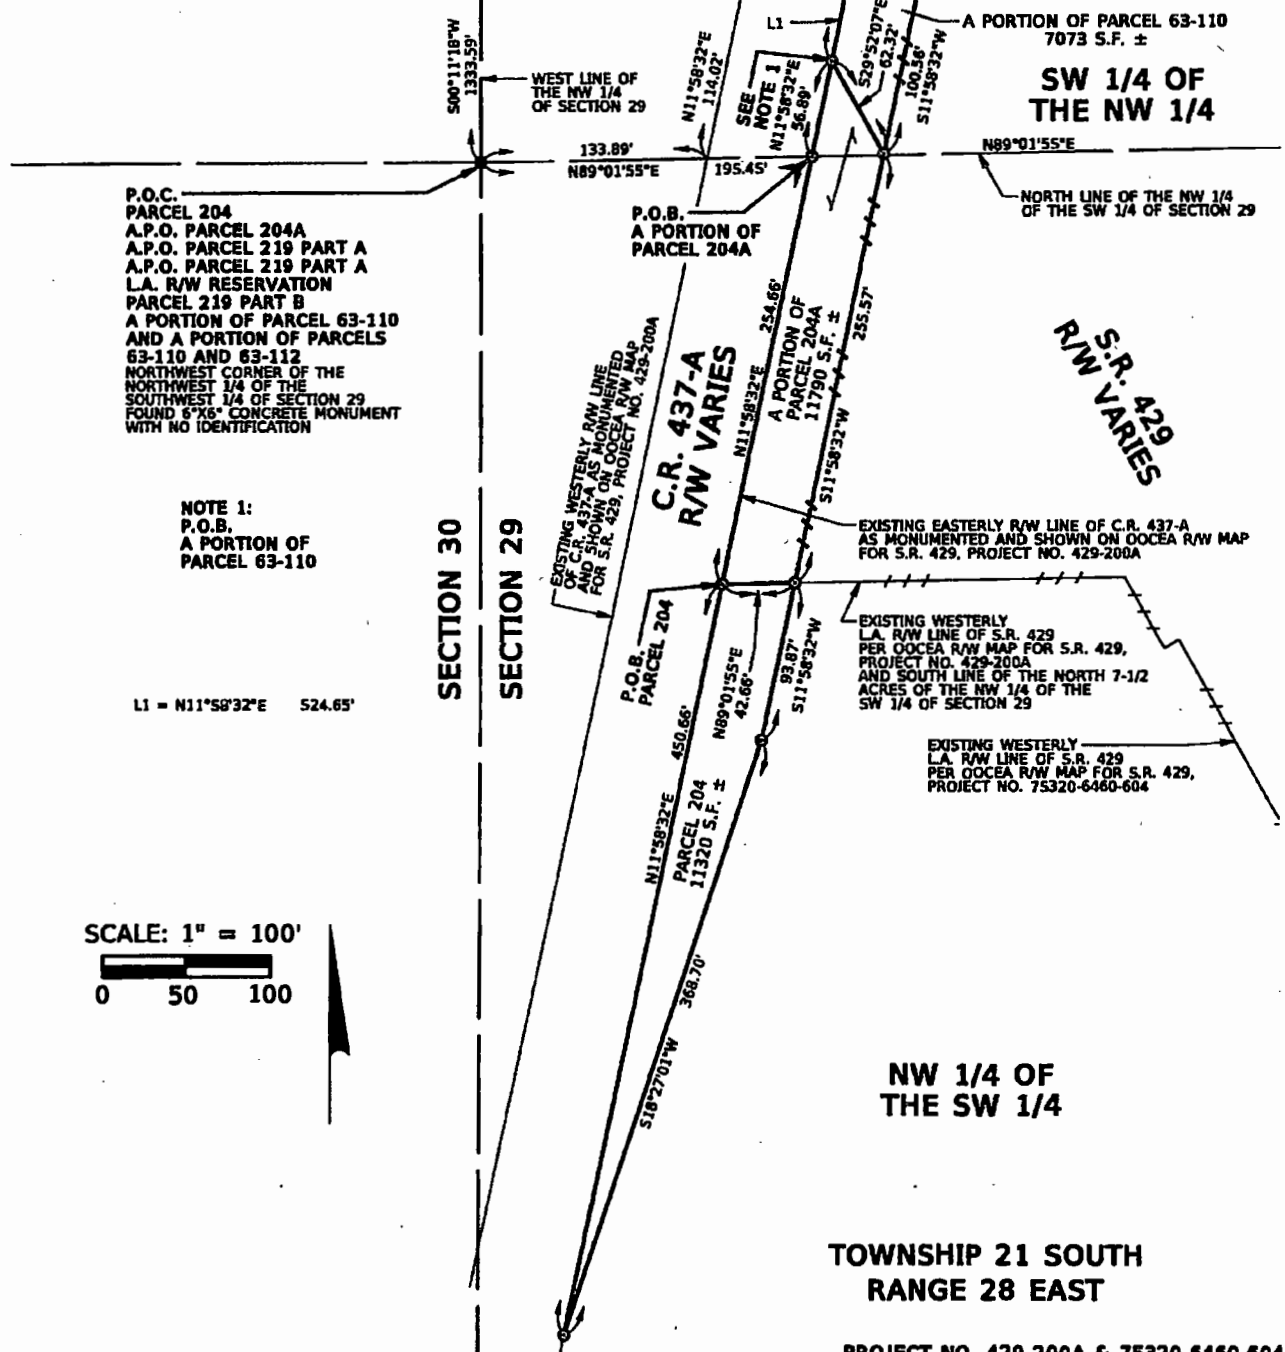 L1
A PORTION OF PARCEL 63-110
7073 S.F. ±
SW 1/4 OF
THE NW 1/4
S00°11'18"W
1333.59'
WEST LINE OF
THE NW 1/4
OF SECTION 29
N11°58'32"E
114.02'
SEE
NOTE 1
N11°58'32"E
56.89'
S29°52'07"E
62.32'
100.56'
S11°58'32"W
133.89'
N89°01'55"E
195.45'
N89°01'55"E
NORTH LINE OF THE NW 1/4
OF THE SW 1/4 OF SECTION 29
P.O.C.
PARCEL 204
A.P.O. PARCEL 204A
A.P.O. PARCEL 219 PART A
A.P.O. PARCEL 219 PART A
L.A. R/W RESERVATION
PARCEL 219 PART B
A PORTION OF PARCEL 63-110
AND A PORTION OF PARCELS
63-110 AND 63-112
NORTHWEST CORNER OF THE
NORTHWEST 1/4 OF THE
SOUTHWEST 1/4 OF SECTION 29
FOUND 6"X6" CONCRETE MONUMENT
WITH NO IDENTIFICATION
P.O.B.
A PORTION OF
PARCEL 204A
254.66'
N11°58'32"E
A PORTION OF
PARCEL 204A
11790 S.F. ±
255.57'
S11°58'32"W
S.R. 429
R/W VARIES
C.R. 437-A
R/W VARIES
EXISTING WESTERLY R/W LINE
OF C.R. 437-A AS MONUMENTED
AND SHOWN ON OOCEA R/W MAP
FOR S.R. 429, PROJECT NO. 429-200A
NOTE 1:
P.O.B.
A PORTION OF
PARCEL 63-110
SECTION 30
SECTION 29
EXISTING EASTERLY R/W LINE OF C.R. 437-A
AS MONUMENTED AND SHOWN ON OOCEA R/W MAP
FOR S.R. 429, PROJECT NO. 429-200A
P.O.B.
PARCEL 204
N89°01'55"E
42.66'
93.87'
S11°58'32"W
EXISTING WESTERLY
L.A. R/W LINE OF S.R. 429
PER OOCEA R/W MAP FOR S.R. 429,
PROJECT NO. 429-200A
AND SOUTH LINE OF THE NORTH 7-1/2
ACRES OF THE NW 1/4 OF THE
SW 1/4 OF SECTION 29
L1 = N11°58'32"E 524.65'
EXISTING WESTERLY
L.A. R/W LINE OF S.R. 429
PER OOCEA R/W MAP FOR S.R. 429,
PROJECT NO. 75320-6460-604
450.66'
N11°58'32"E
PARCEL 204
11320 S.F. ±
368.70'
S18°27'01"W
SCALE: 1" = 100'
0 50 100
NW 1/4 OF
THE SW 1/4
TOWNSHIP 21 SOUTH
RANGE 28 EAST
PROJECT NO. 429-200A & 75320-6460-604